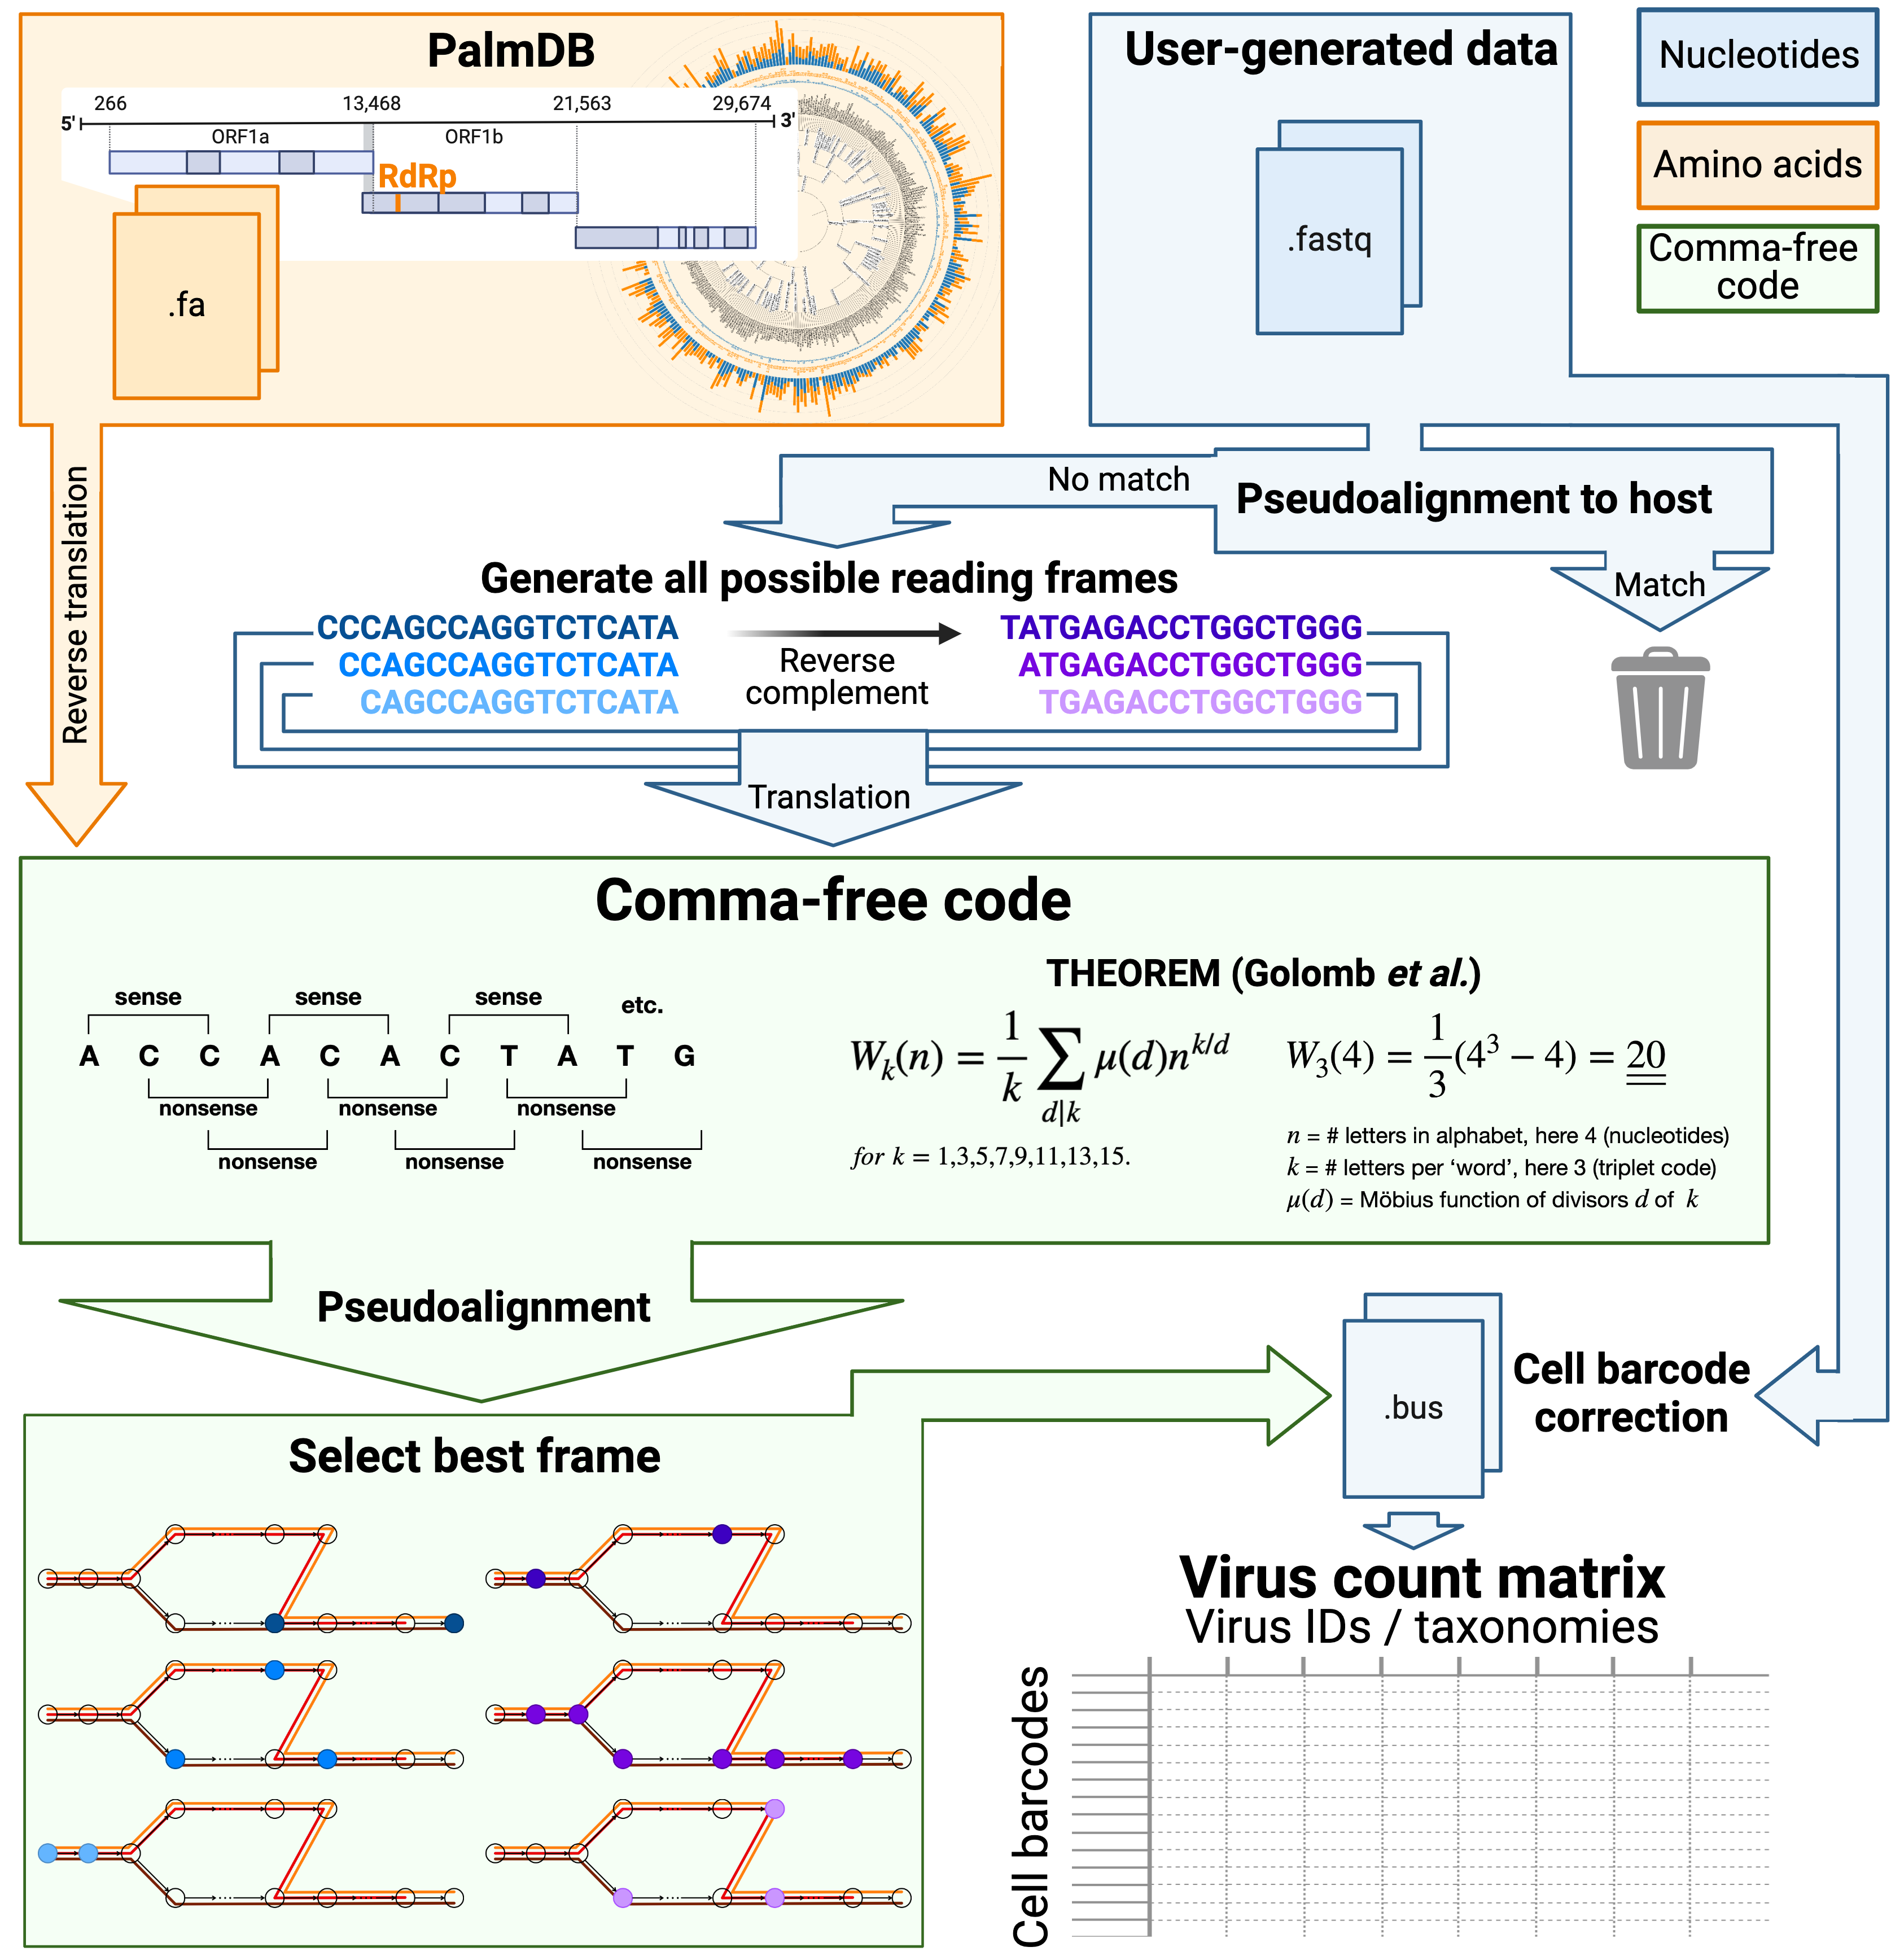 PalmDB
266
13,468
21,563
29,674
5'
3'
ORF1a
ORF1b
RdRp
.fa
User-generated data
.fastq
Nucleotides
Amino acids
Comma-free
code
Reverse translation
No match
Pseudoalignment to host
Match
Generate all possible reading frames
CCCAGCCAGGTCTCATA
CCAGCCAGGTCTCATA
CAGCCAGGTCTCATA
Reverse
complement
TATGAGACCTGGCTGGG
ATGAGACCTGGCTGGG
TGAGACCTGGCTGGG
Translation
Comma-free code
sense sense sense etc.
A C C A C A C T A T G
nonsense nonsense nonsense
nonsense nonsense nonsense
THEOREM (Golomb et al.)
W_k(n) = 1/k ∑_{d|k} μ(d)n^{k/d}
for k = 1,3,5,7,9,11,13,15.
W_3(4) = 1/3(4^3 − 4) = 20
n = # letters in alphabet, here 4 (nucleotides)
k = # letters per ‘word’, here 3 (triplet code)
μ(d) = Möbius function of divisors d of k
Pseudoalignment
Select best frame
.bus
Cell barcode
correction
Virus count matrix
Virus IDs / taxonomies
Cell barcodes